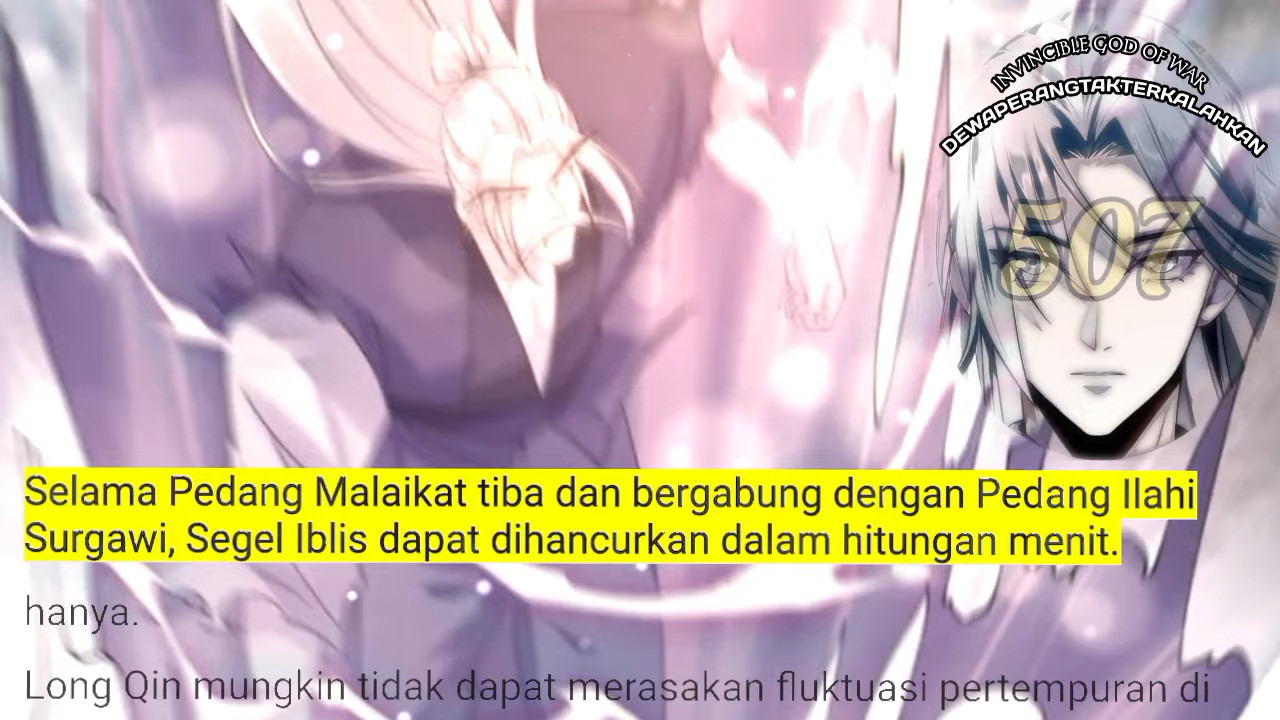 INVINCIBLE GOD OF WAR
DEWAPERANGTAKTERKALAHKAN
507
Selama Pedang Malaikat tiba dan bergabung dengan Pedang Ilahi
Surgawi, Segel Iblis dapat dihancurkan dalam hitungan menit.
hanya.
Long Qin mungkin tidak dapat merasakan fluktuasi pertempuran di